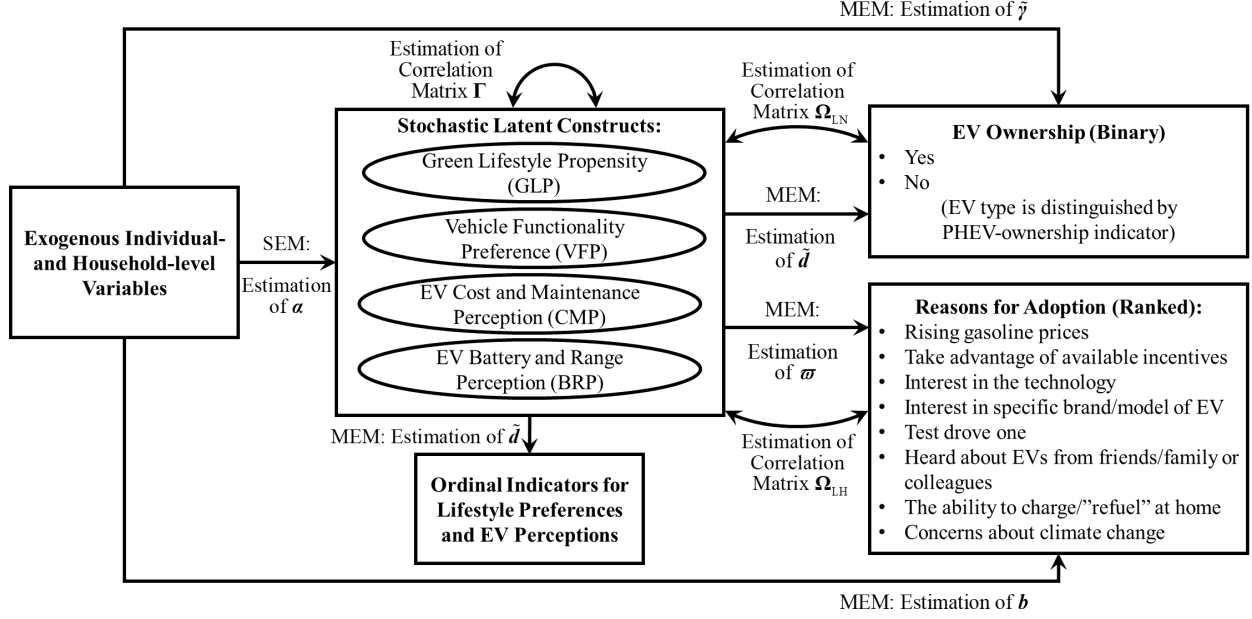 MEM: Estimation of γ̃
Estimation of
Correlation
Matrix Γ
Estimation of
Correlation
Matrix Ω_LN
Stochastic Latent Constructs:
Green Lifestyle Propensity
(GLP)
Vehicle Functionality
Preference (VFP)
EV Cost and Maintenance
Perception (CMP)
EV Battery and Range
Perception (BRP)
EV Ownership (Binary)
• Yes
• No
(EV type is distinguished by
PHEV-ownership indicator)
Exogenous Individual-
and Household-level
Variables
SEM:
Estimation
of α
MEM:
Estimation
of d̃
MEM:
Estimation
of ϖ
Reasons for Adoption (Ranked):
• Rising gasoline prices
• Take advantage of available incentives
• Interest in the technology
• Interest in specific brand/model of EV
• Test drove one
• Heard about EVs from friends/family or
colleagues
• The ability to charge/”refuel” at home
• Concerns about climate change
MEM: Estimation of d̃
Estimation of
Correlation
Matrix Ω_LH
Ordinal Indicators for
Lifestyle Preferences
and EV Perceptions
MEM: Estimation of b